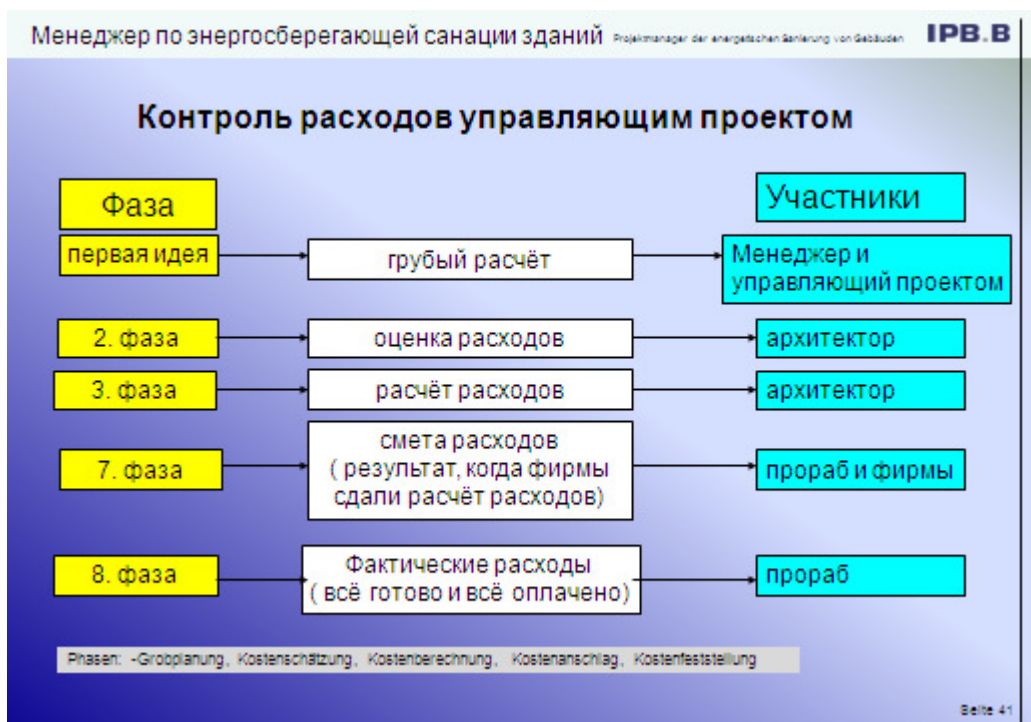 Менеджер по энергосберегающей санации зданий Projektmanager der energetischen Sanierung von Gebäuden IPB.B
Контроль расходов управляющим проектом
Фаза
Участники
первая идея
грубый расчёт
Менеджер и
управляющий проектом
2. фаза
оценка расходов
архитектор
3. фаза
расчёт расходов
архитектор
7. фаза
смета расходов
( результат, когда фирмы
сдали расчёт расходов)
прораб и фирмы
8. фаза
Фактические расходы
( всё готово и всё оплачено)
прораб
Phasen: -Grobplanung, Kostenschätzung, Kostenberechnung, Kostenanschlag, Kostenfeststellung
Seite 41